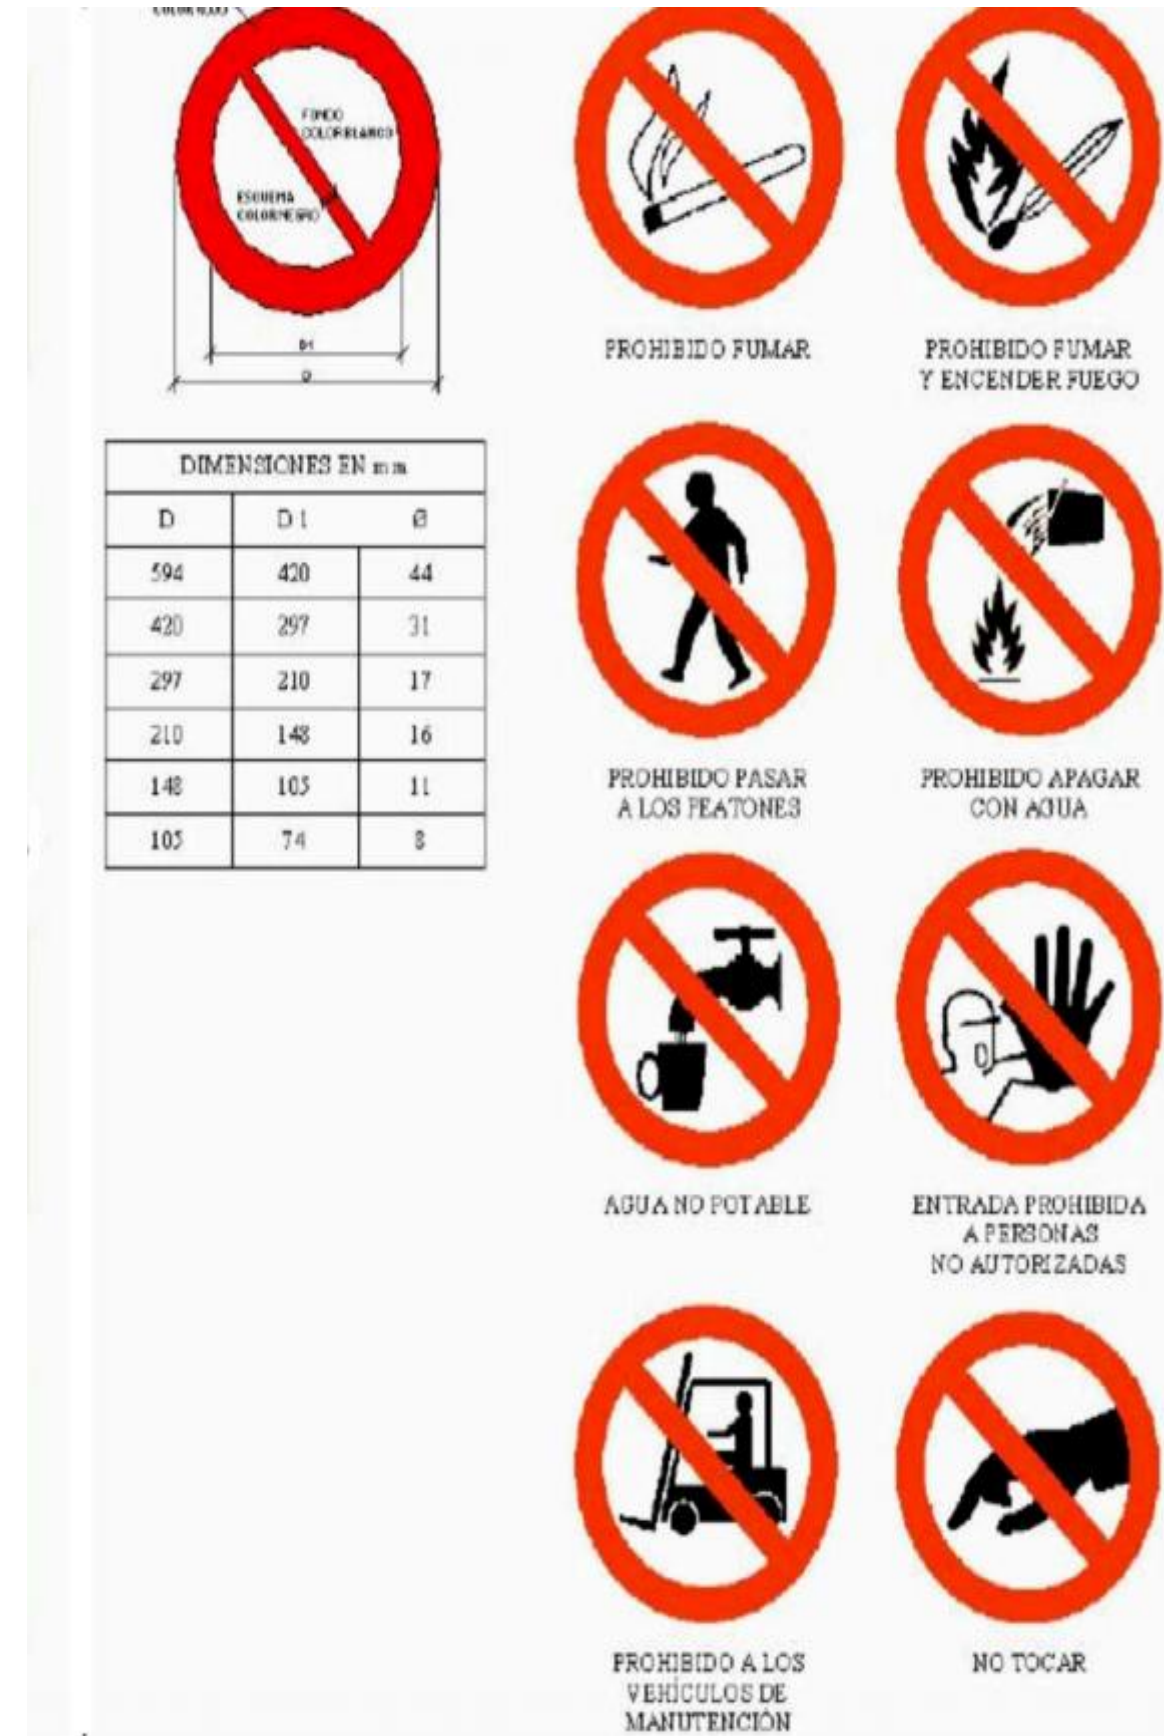 FONDO
COLOR BLANCO
ESQUEMA
COLOR NEGRO
D1
D
DIMENSIONES EN mm
D D1 Ø
594 420 44
420 297 31
297 210 17
210 148 16
148 105 11
105 74 8
PROHIBIDO FUMAR
PROHIBIDO FUMAR
Y ENCENDER FUEGO
PROHIBIDO PASAR
A LOS PEATONES
PROHIBIDO APAGAR
CON AGUA
AGUA NO POTABLE
ENTRADA PROHIBIDA
A PERSONAS
NO AUTORIZADAS
PROHIBIDO A LOS
VEHÍCULOS DE
MANUTENCIÓN
NO TOCAR